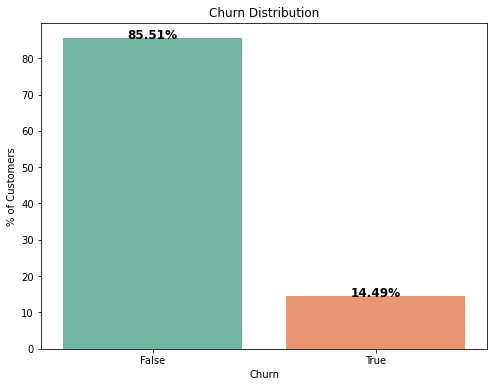 Churn Distribution
85.51%
14.49%
% of Customers
80
70
60
50
40
30
20
10
0
False
True
Churn